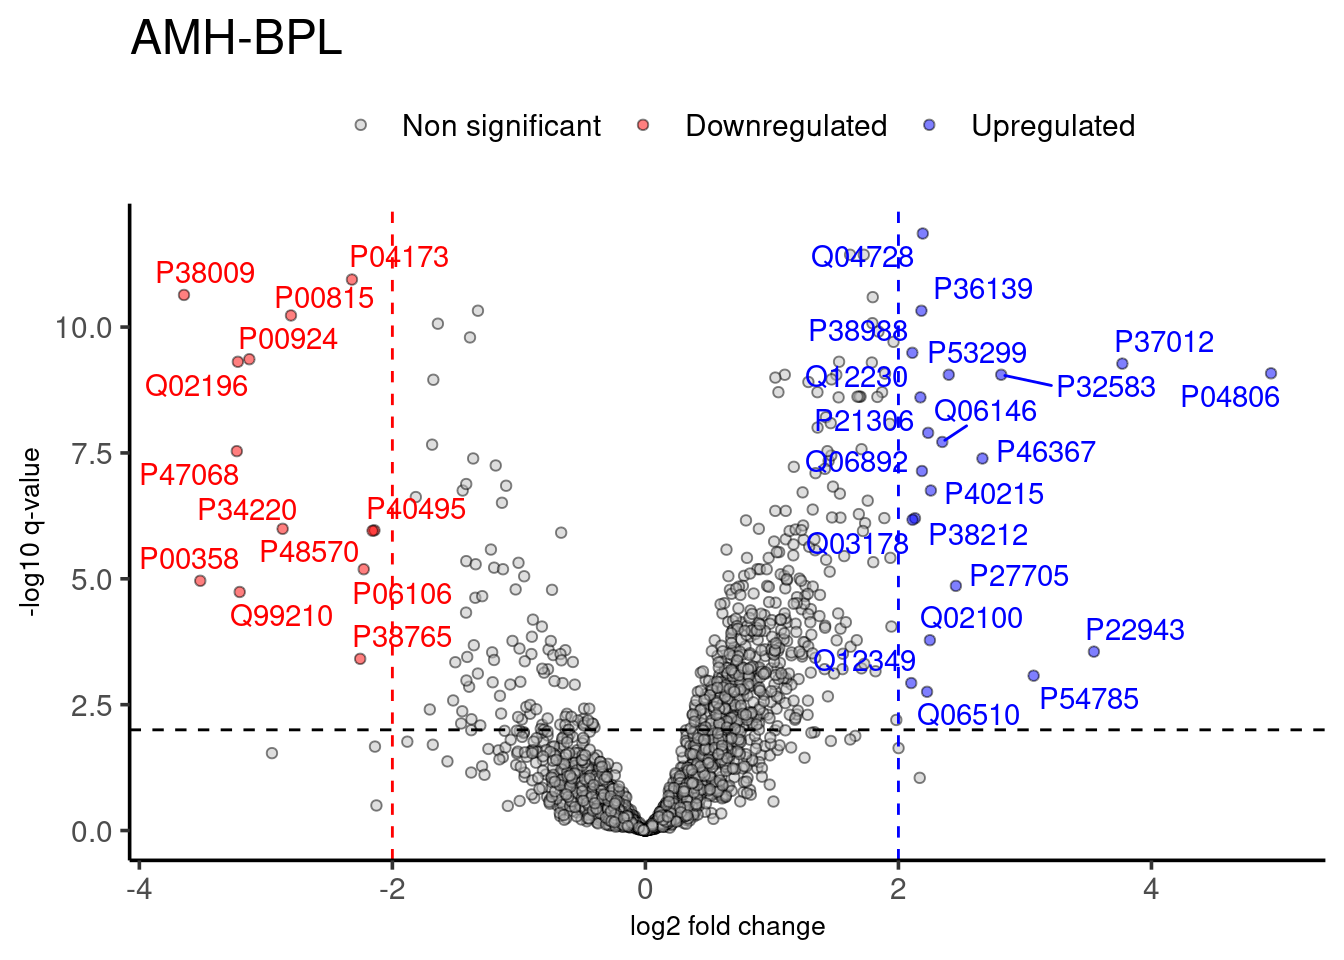 AMH-BPL
Non significant Downregulated Upregulated
P04173 Q04728
P38009 P36139
P00815
P00924 P38988 P37012
P53299
Q02196 Q12230 P32583 P04806
P21306 Q06146
P47068 Q06892 P46367
P34220 P40495 P40215
P00358 P48570 Q03178 P38212
Q99210 P06106 P27705
P38765 Q02100 P22943
Q12349
Q06510 P54785
10.0
7.5
5.0
2.5
0.0
-log10 q-value
-4 -2 0 2 4
log2 fold change